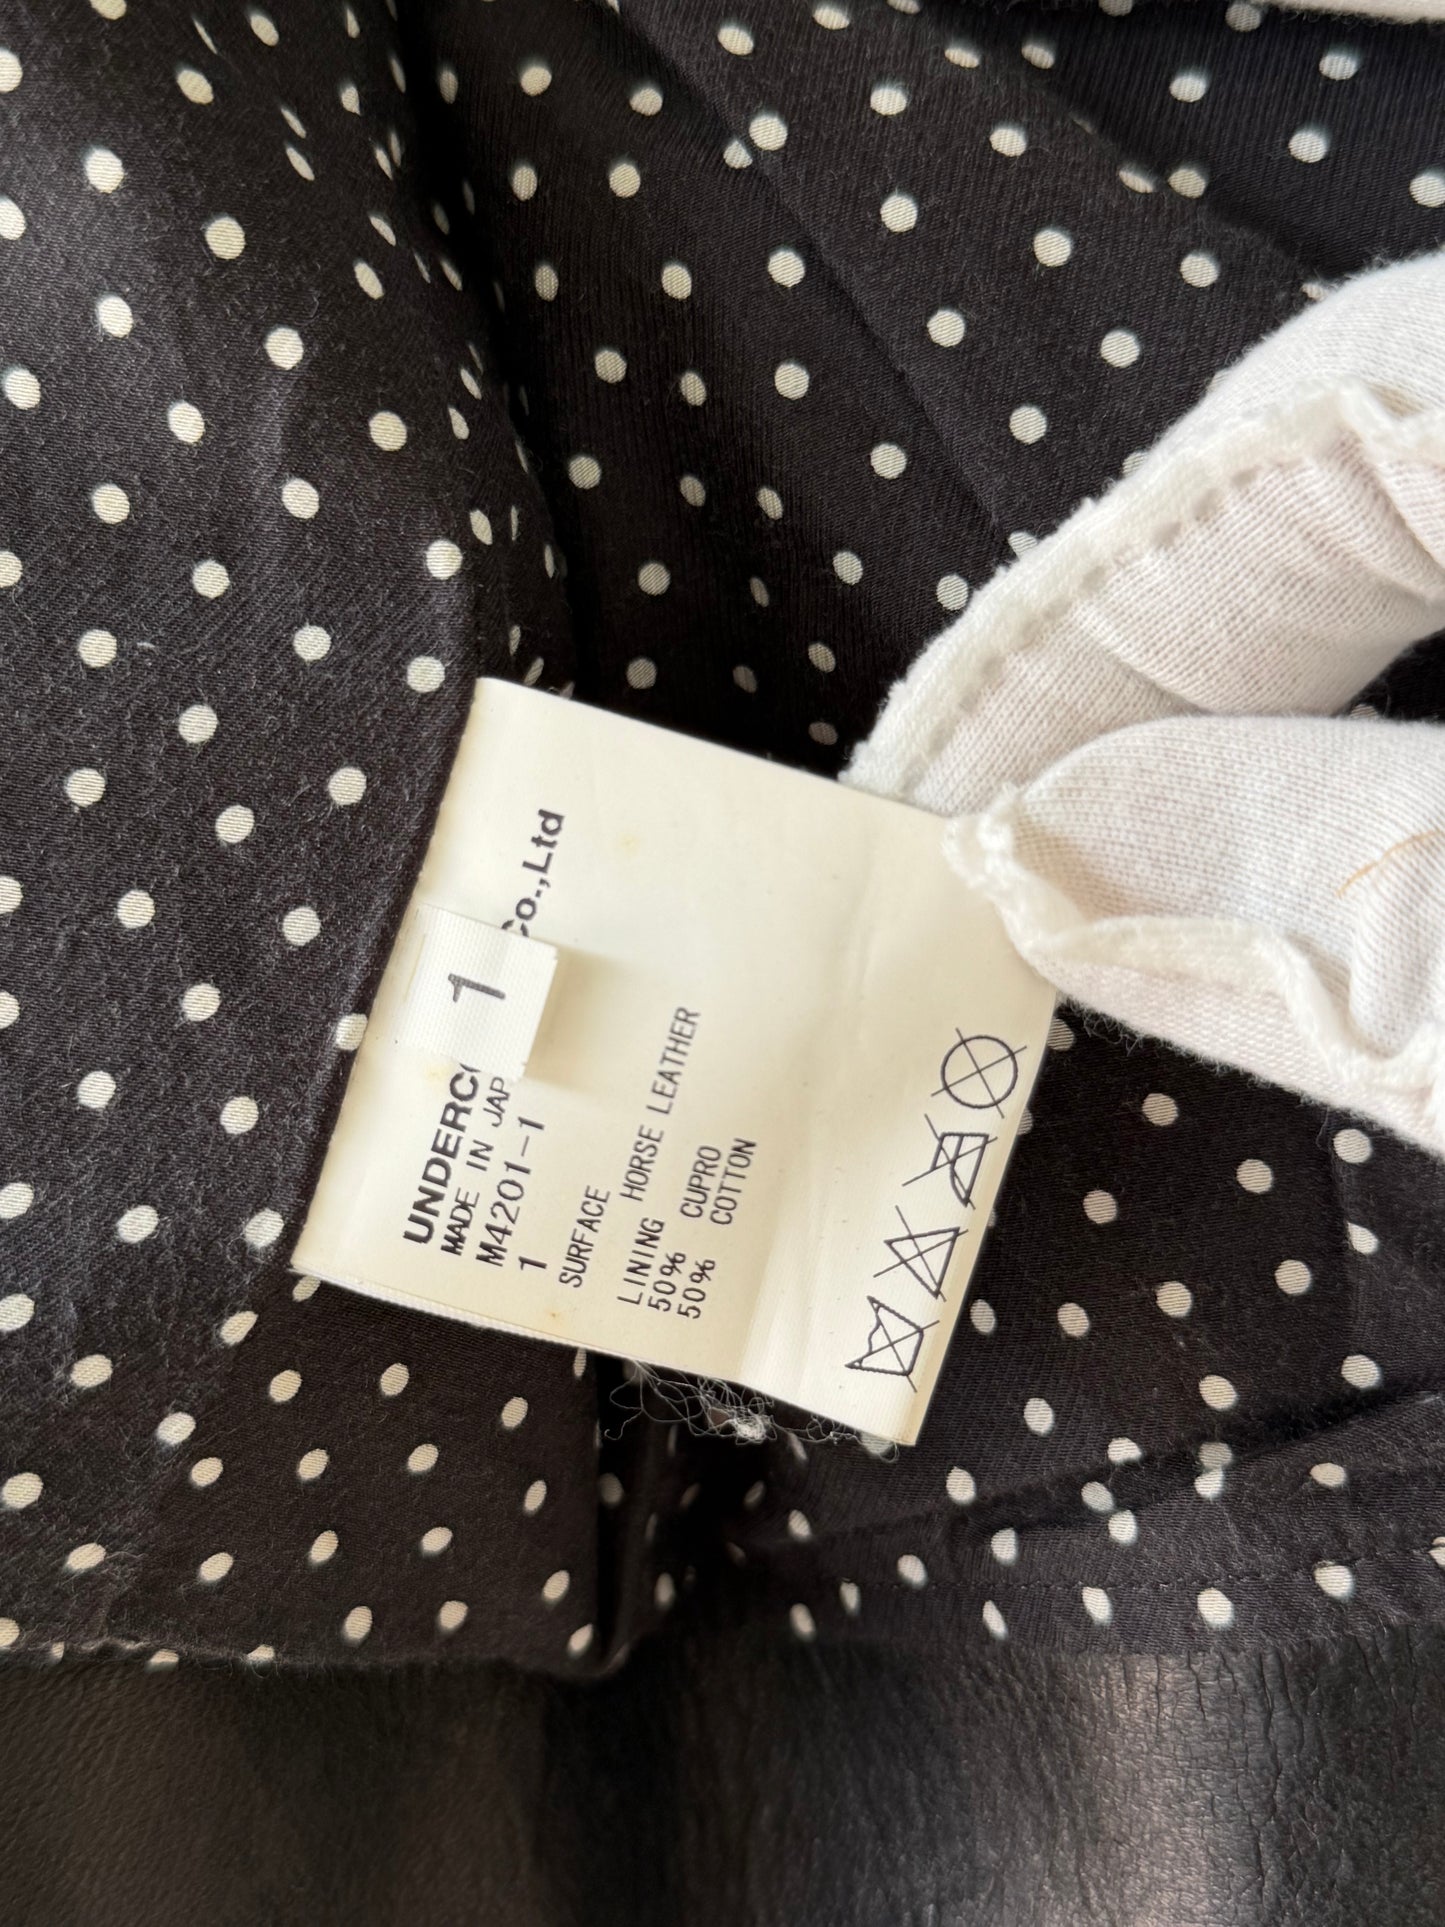 1
UNDERC Co.,Ltd
MADE IN JAP
M4201-1
1
SURFACE
HORSE LEATHER
LINING
50% CUPRO
50% COTTON